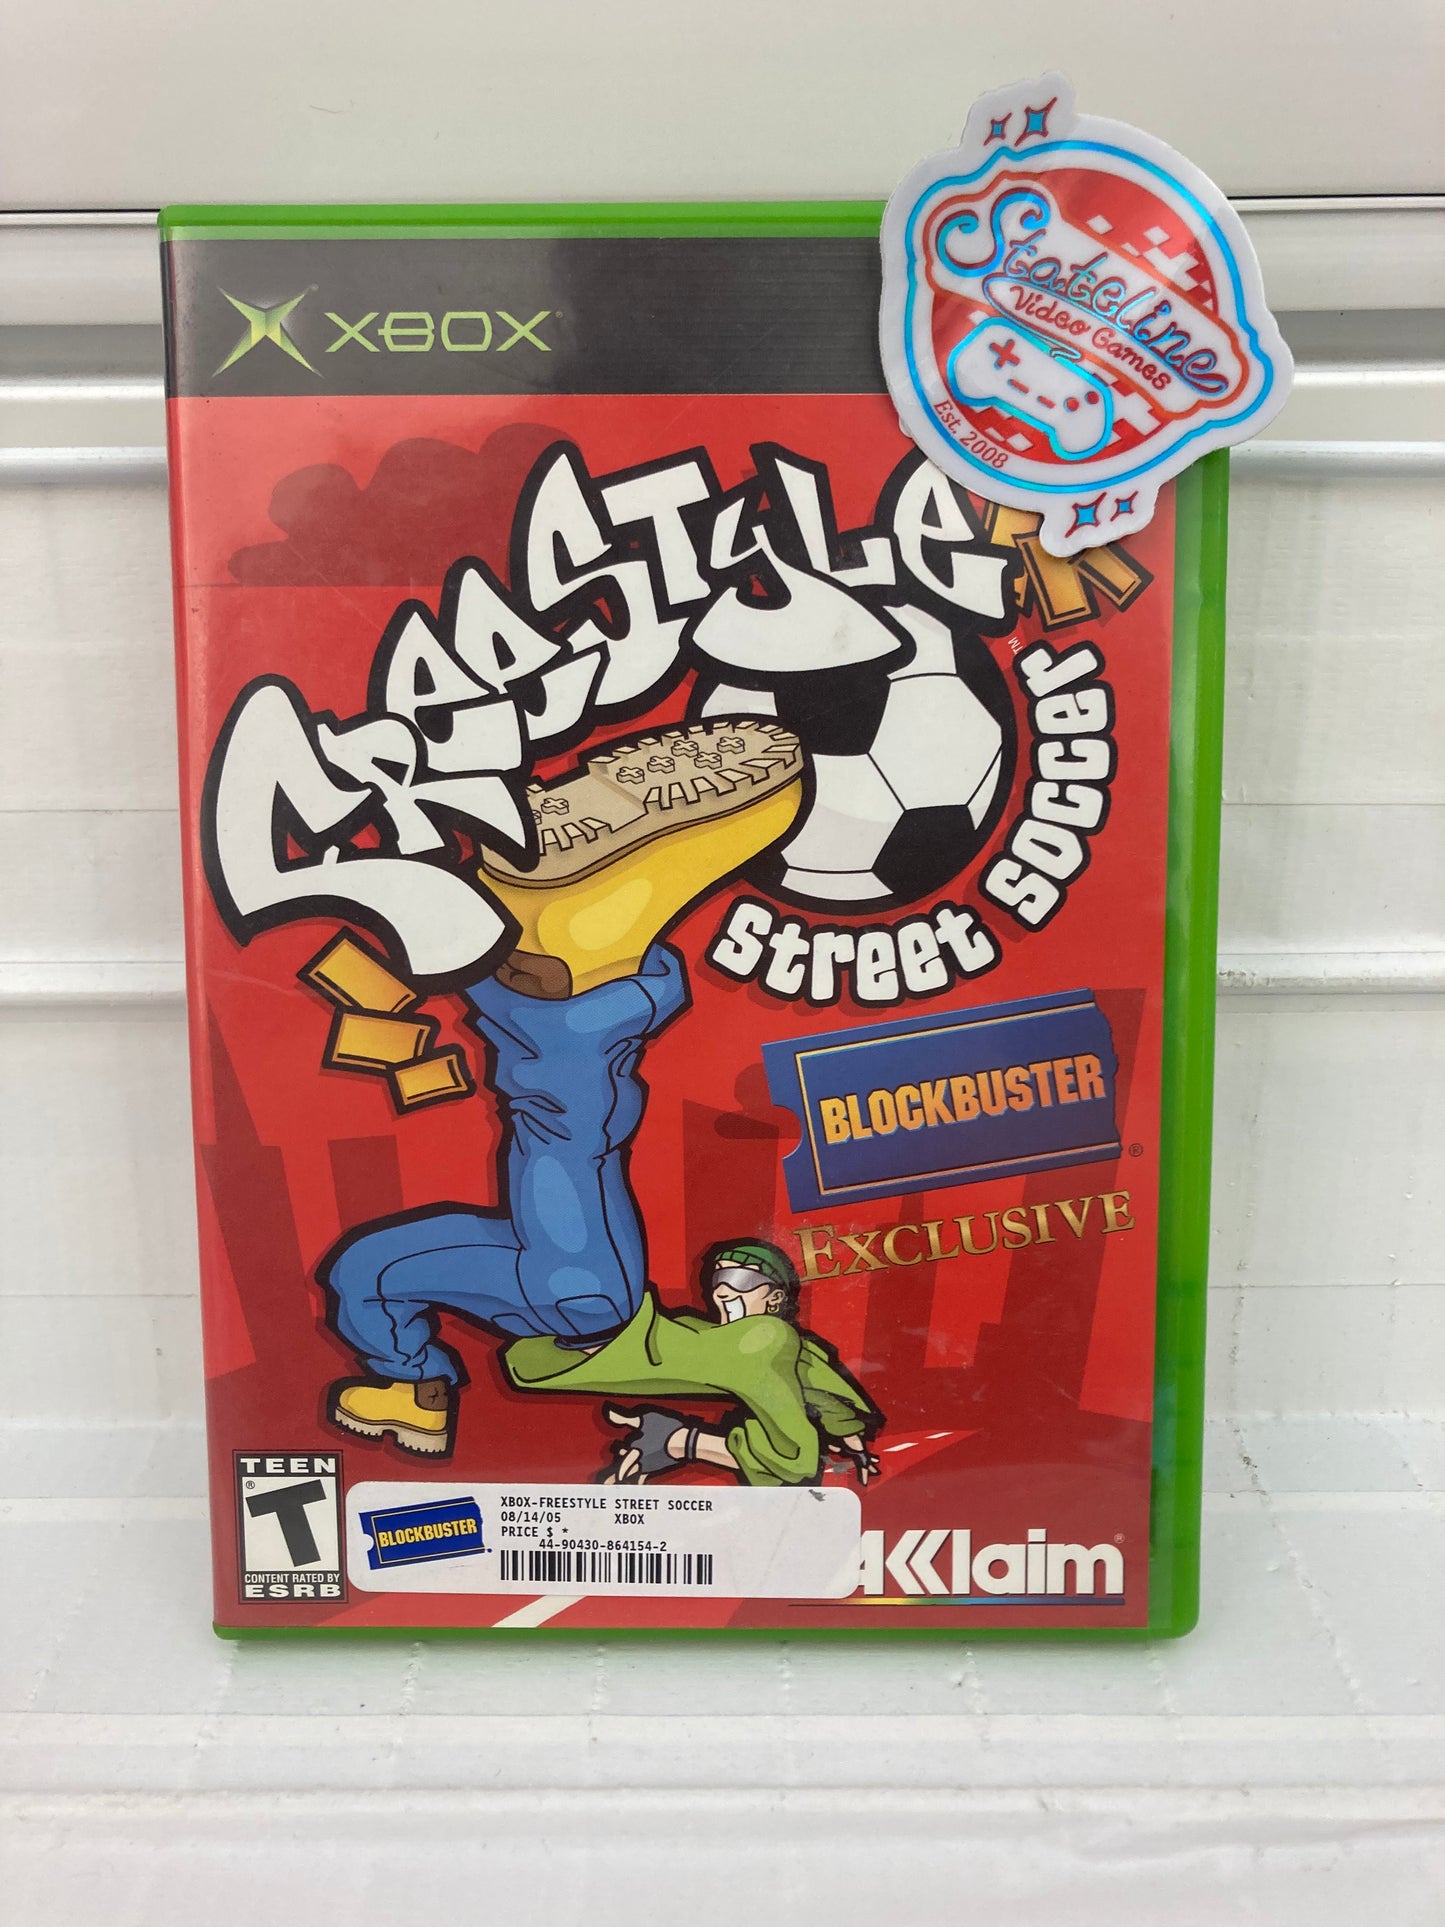 XBOX
Stateline
Video Games
Est. 2008
FREESTYLE
TM
Street Soccer
BLOCKBUSTER
®
EXCLUSIVE
TEEN
®
T
CONTENT RATED BY
ESRB
BLOCKBUSTER
XBOX-FREESTYLE STREET SOCCER
08/14/05 XBOX
PRICE $ *
44-90430-864154-2
AKKlaim®